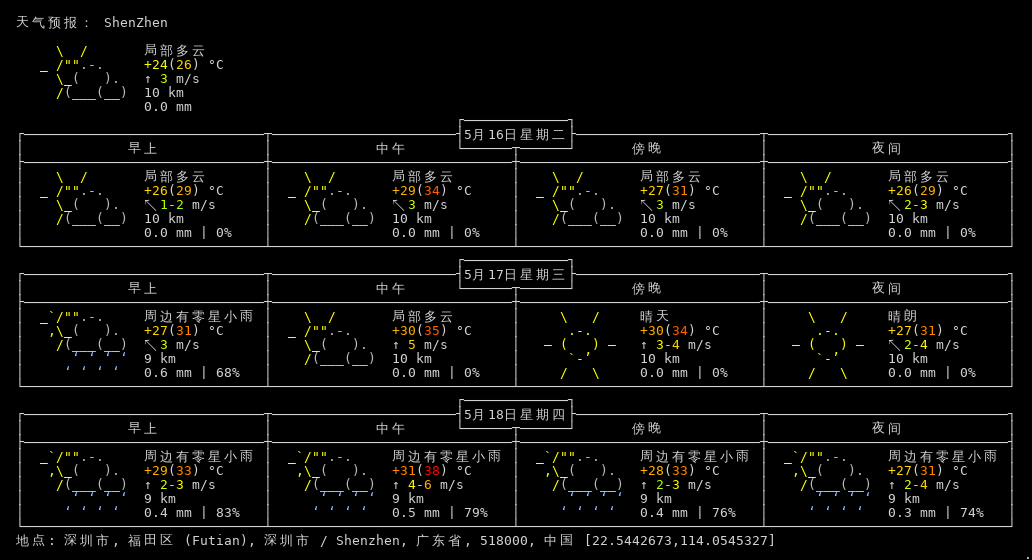 天气预报： ShenZhen
局部多云
+24(26) °C
↑ 3 m/s
10 km
0.0 mm
5月16日星期二
早上 中午 傍晚 夜间
局部多云 局部多云 局部多云 局部多云
+26(29) °C +29(34) °C +27(31) °C +26(29) °C
↖ 1-2 m/s ↖ 3 m/s ↖ 3 m/s ↖ 2-3 m/s
10 km 10 km 10 km 10 km
0.0 mm | 0% 0.0 mm | 0% 0.0 mm | 0% 0.0 mm | 0%
5月17日星期三
早上 中午 傍晚 夜间
周边有零星小雨 局部多云 晴天 晴朗
+27(31) °C +30(35) °C +30(34) °C +27(31) °C
↖ 3 m/s ↑ 5 m/s ↑ 3-4 m/s ↖ 2-4 m/s
9 km 10 km 10 km 10 km
0.6 mm | 68% 0.0 mm | 0% 0.0 mm | 0% 0.0 mm | 0%
5月18日星期四
早上 中午 傍晚 夜间
周边有零星小雨 周边有零星小雨 周边有零星小雨 周边有零星小雨
+29(33) °C +31(38) °C +28(33) °C +27(31) °C
↑ 2-3 m/s ↑ 4-6 m/s ↑ 2-3 m/s ↑ 2-4 m/s
9 km 9 km 9 km 9 km
0.4 mm | 83% 0.5 mm | 79% 0.4 mm | 76% 0.3 mm | 74%
地点: 深圳市, 福田区 (Futian), 深圳市 / Shenzhen, 广东省, 518000, 中国 [22.5442673,114.0545327]